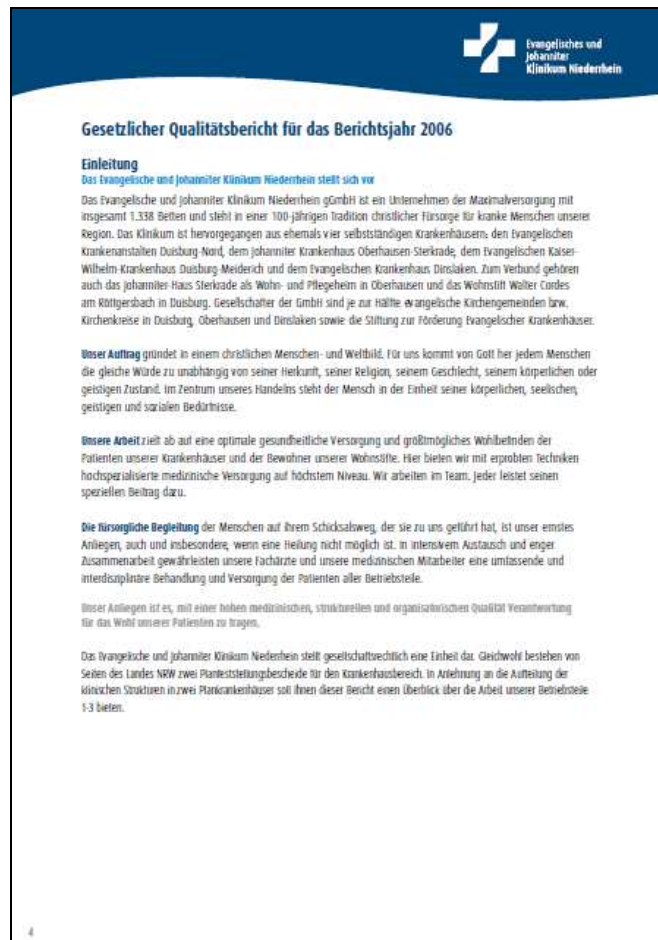 Evangelisches und
Johanniter
Klinikum Niederrhein
Gesetzlicher Qualitätsbericht für das Berichtsjahr 2006
Einleitung
Das Evangelische und Johanniter Klinikum Niederrhein stellt sich vor
Das Evangelische und Johanniter Klinikum Niederrhein gGmbH ist ein Unternehmen der Maximalversorgung mit
insgesamt 1.338 Betten und steht in einer 100-jährigen Tradition christlicher Fürsorge für kranke Menschen unserer
Region. Das Klinikum ist hervorgegangen aus ehemals vier selbstständigen Krankenhäusern: den Evangelischen
Krankenanstalten Duisburg-Nord, dem Johanniter Krankenhaus Oberhausen-Sterkrade, dem Evangelischen Kaiser-
Wilhelm-Krankenhaus Duisburg-Meiderich und dem Evangelischen Krankenhaus Dinslaken. Zum Verbund gehören
auch das Johanniter-Haus Sterkrade als Wohn- und Pflegeheim in Oberhausen und das Wohnstift Walter Cordes
am Röttgersbach in Duisburg. Gesellschafter der GmbH sind je zur Hälfte evangelische Kirchengemeinden bzw.
Kirchenkreise in Duisburg, Oberhausen und Dinslaken sowie die Stiftung zur Förderung Evangelischer Krankenhäuser.
Unser Auftrag gründet in einem christlichen Menschen- und Weltbild. Für uns kommt von Gott her jedem Menschen
die gleiche Würde zu unabhängig von seiner Herkunft, seiner Religion, seinem Geschlecht, seinem körperlichen oder
geistigen Zustand. Im Zentrum unseres Handelns steht der Mensch in der Einheit seiner körperlichen, seelischen,
geistigen und sozialen Bedürfnisse.
Unsere Arbeit zielt ab auf eine optimale gesundheitliche Versorgung und größtmögliches Wohlbefinden der
Patienten unserer Krankenhäuser und der Bewohner unserer Wohnstifte. Hier bieten wir mit erprobten Techniken
hochspezialisierte medizinische Versorgung auf höchstem Niveau. Wir arbeiten im Team. Jeder leistet seinen
speziellen Beitrag dazu.
Die fürsorgliche Begleitung der Menschen auf ihrem Schicksalsweg, der sie zu uns geführt hat, ist unser ernstes
Anliegen, auch und insbesondere, wenn eine Heilung nicht möglich ist. In intensivem Austausch und enger
Zusammenarbeit gewährleisten unsere Fachärzte und unsere medizinischen Mitarbeiter eine umfassende und
interdisziplinäre Behandlung und Versorgung der Patienten aller Betriebsteile.
Unser Anliegen ist es, mit einer hohen medizinischen, strukturellen und organisatorischen Qualität Verantwortung
für das Wohl unserer Patienten zu tragen.
Das Evangelische und Johanniter Klinikum Niederrhein stellt gesellschaftsrechtlich eine Einheit dar. Gleichwohl bestehen von
Seiten des Landes NRW zwei Planfeststellungsbescheide für den Krankenhausbereich. In Anlehnung an die Aufteilung der
klinischen Strukturen in zwei Plankrankenhäuser soll Ihnen dieser Bericht einen Überblick über die Arbeit unserer Betriebsteile
1-3 bieten.
4